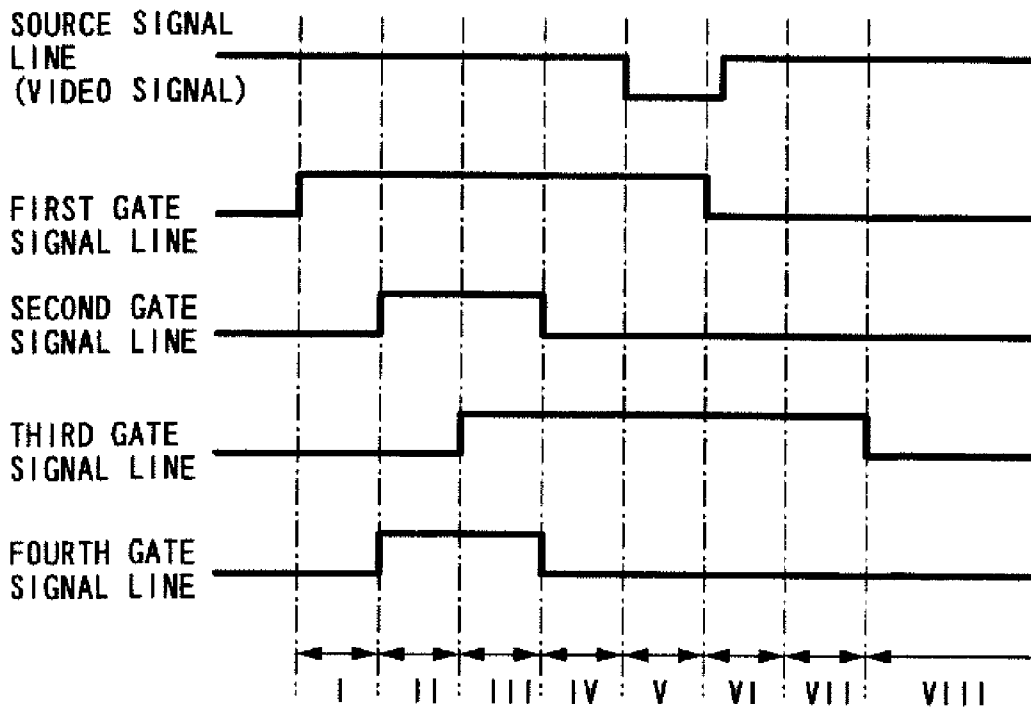 SOURCE SIGNAL
LINE
(VIDEO SIGNAL)
FIRST GATE
SIGNAL LINE
SECOND GATE
SIGNAL LINE
THIRD GATE
SIGNAL LINE
FOURTH GATE
SIGNAL LINE
I II III IV V VI VII VIII